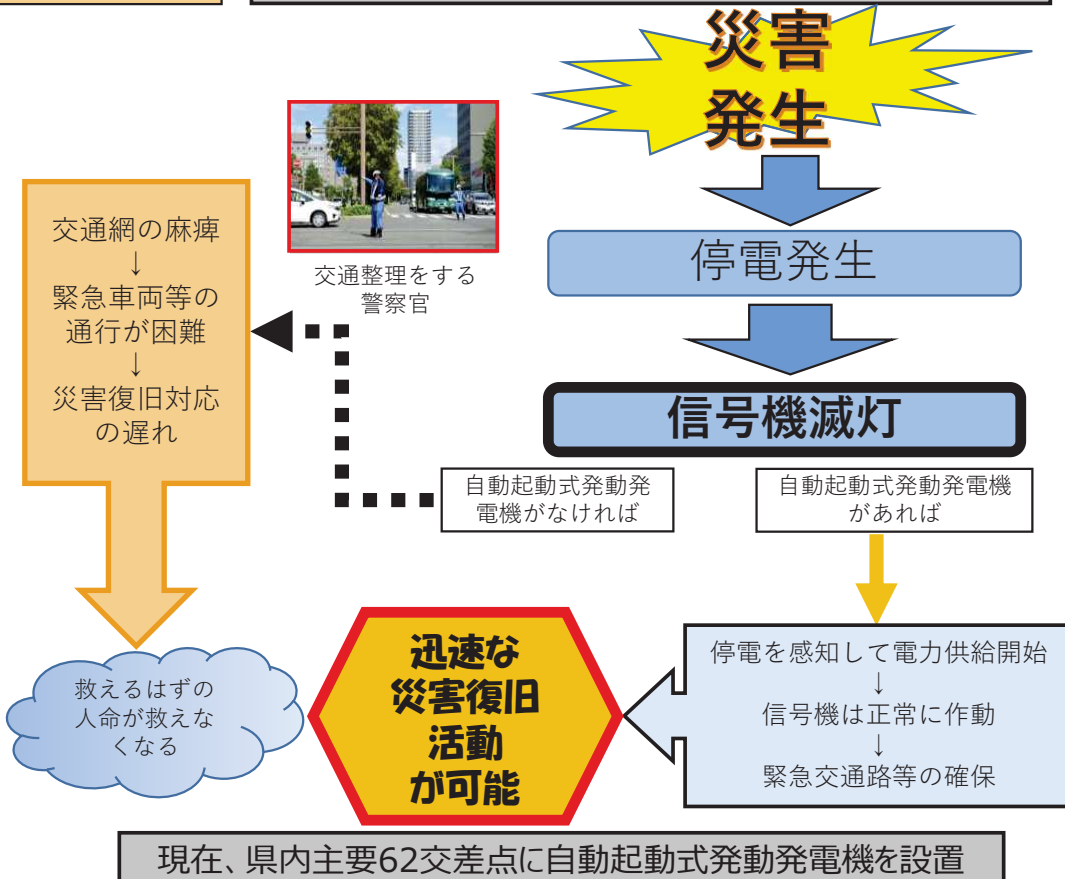 災害
発生
停電発生
信号機滅灯
交通整理をする
警察官
交通網の麻痺
↓
緊急車両等の
通行が困難
↓
災害復旧対応
の遅れ
自動起動式発動発
電機がなければ
自動起動式発動発電機
があれば
救えるはずの
人命が救えな
くなる
迅速な
災害復旧
活動
が可能
停電を感知して電力供給開始
↓
信号機は正常に作動
↓
緊急交通路等の確保
現在、県内主要62交差点に自動起動式発動発電機を設置